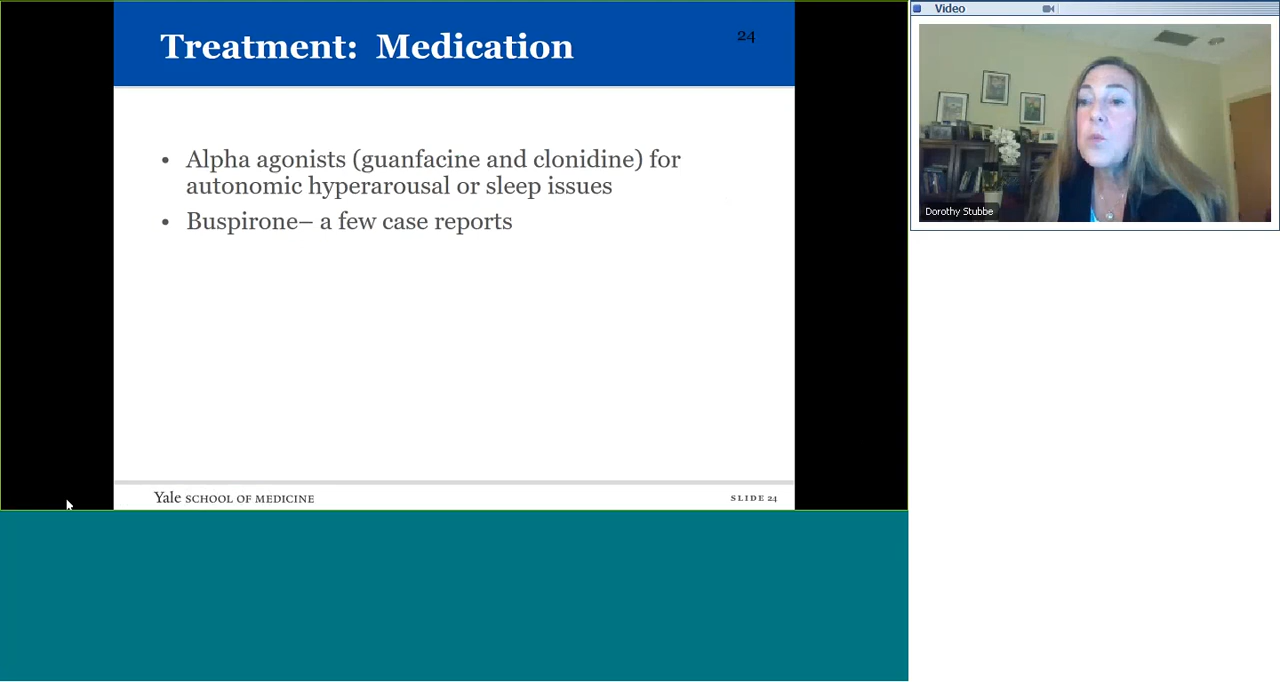 Treatment: Medication
24
• Alpha agonists (guanfacine and clonidine) for
autonomic hyperarousal or sleep issues
• Buspirone– a few case reports
Yale SCHOOL OF MEDICINE
SLIDE 24
Video
Dorothy Stubbe